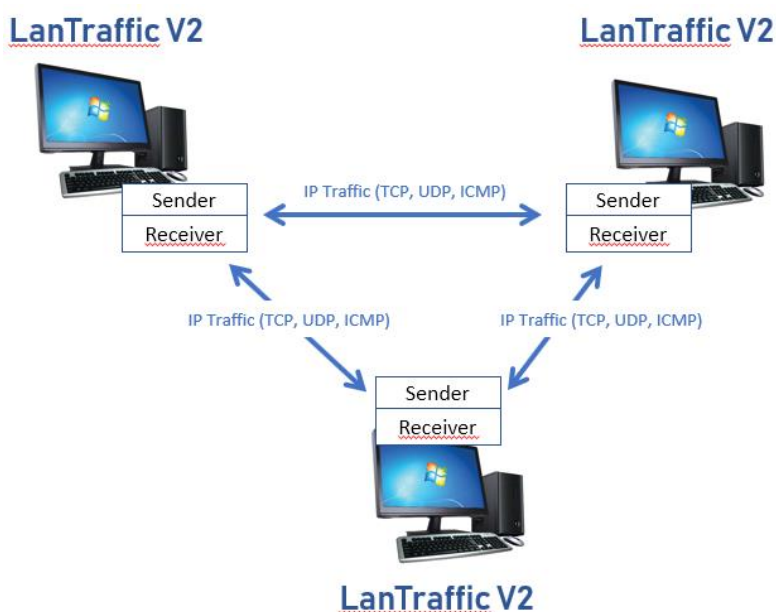 LanTraffic V2
LanTraffic V2
IP Traffic (TCP, UDP, ICMP)
Sender
Receiver
Sender
Receiver
IP Traffic (TCP, UDP, ICMP)
IP Traffic (TCP, UDP, ICMP)
Sender
Receiver
LanTraffic V2